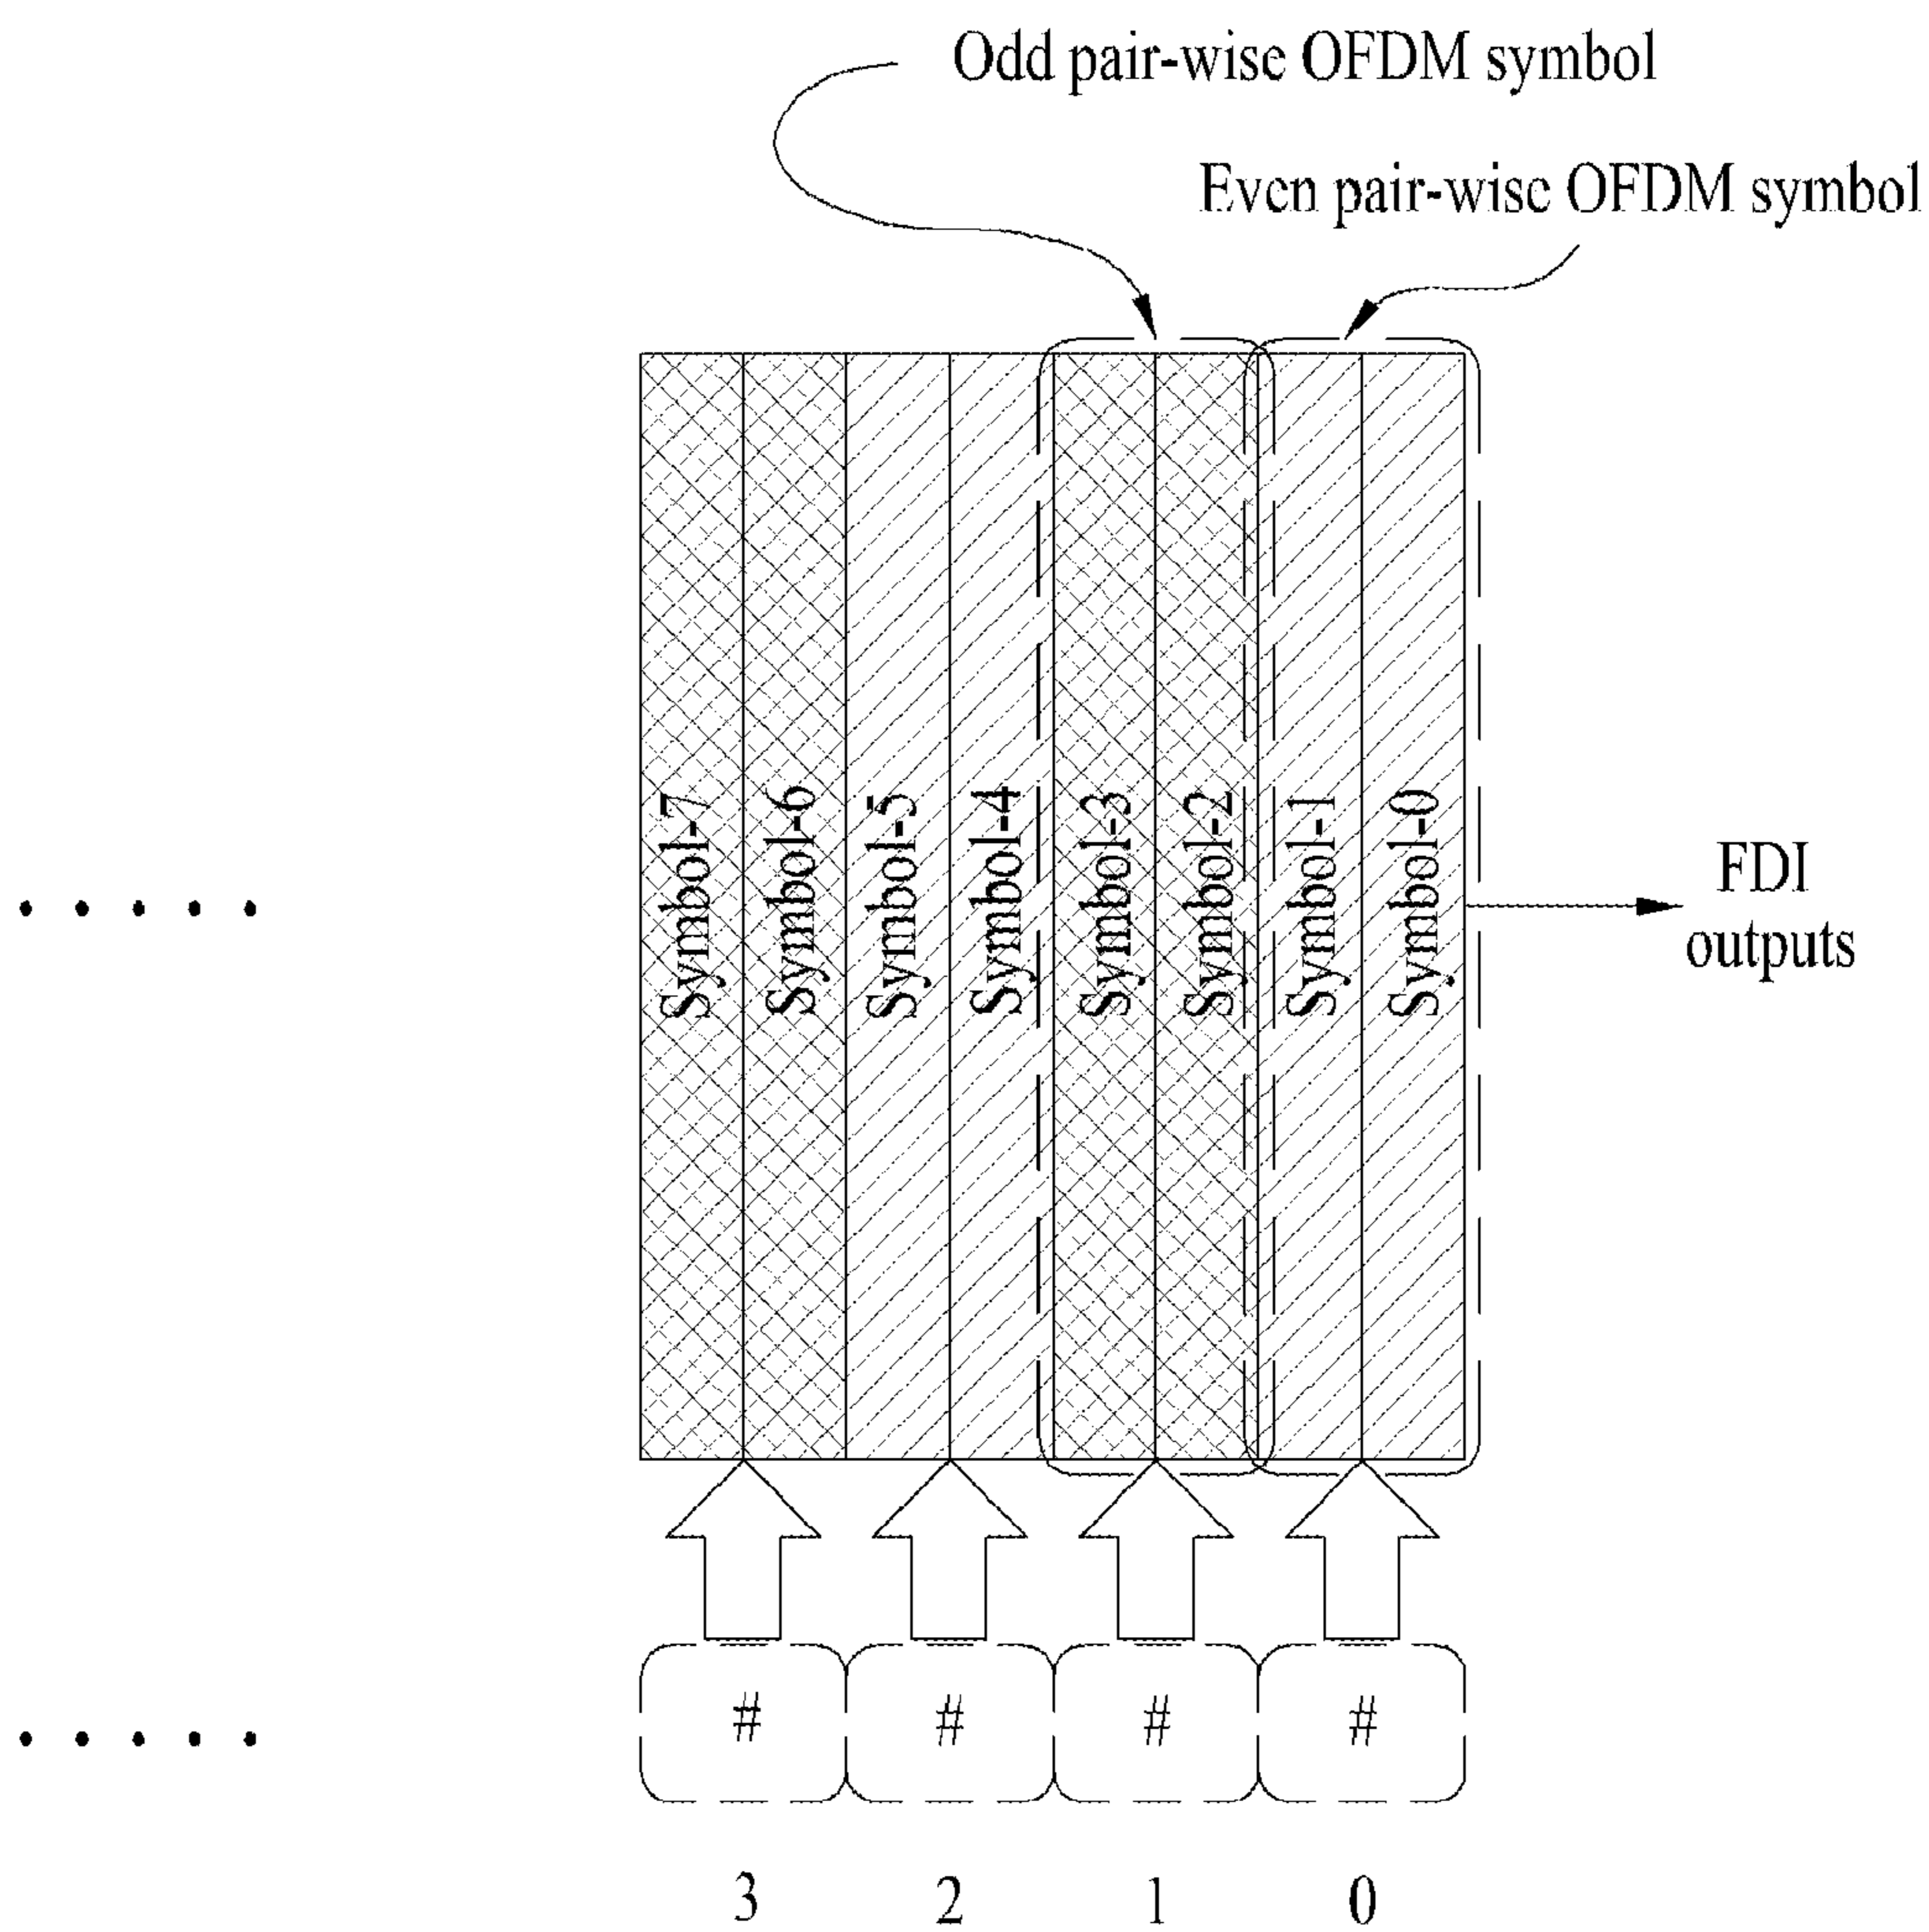 Odd pair-wise OFDM symbol
Even pair-wise OFDM symbol
Symbol-7
Symbol-6
Symbol-5
Symbol-4
Symbol-3
Symbol-2
Symbol-1
Symbol-0
FDI
outputs
# # # #
3 2 1 0